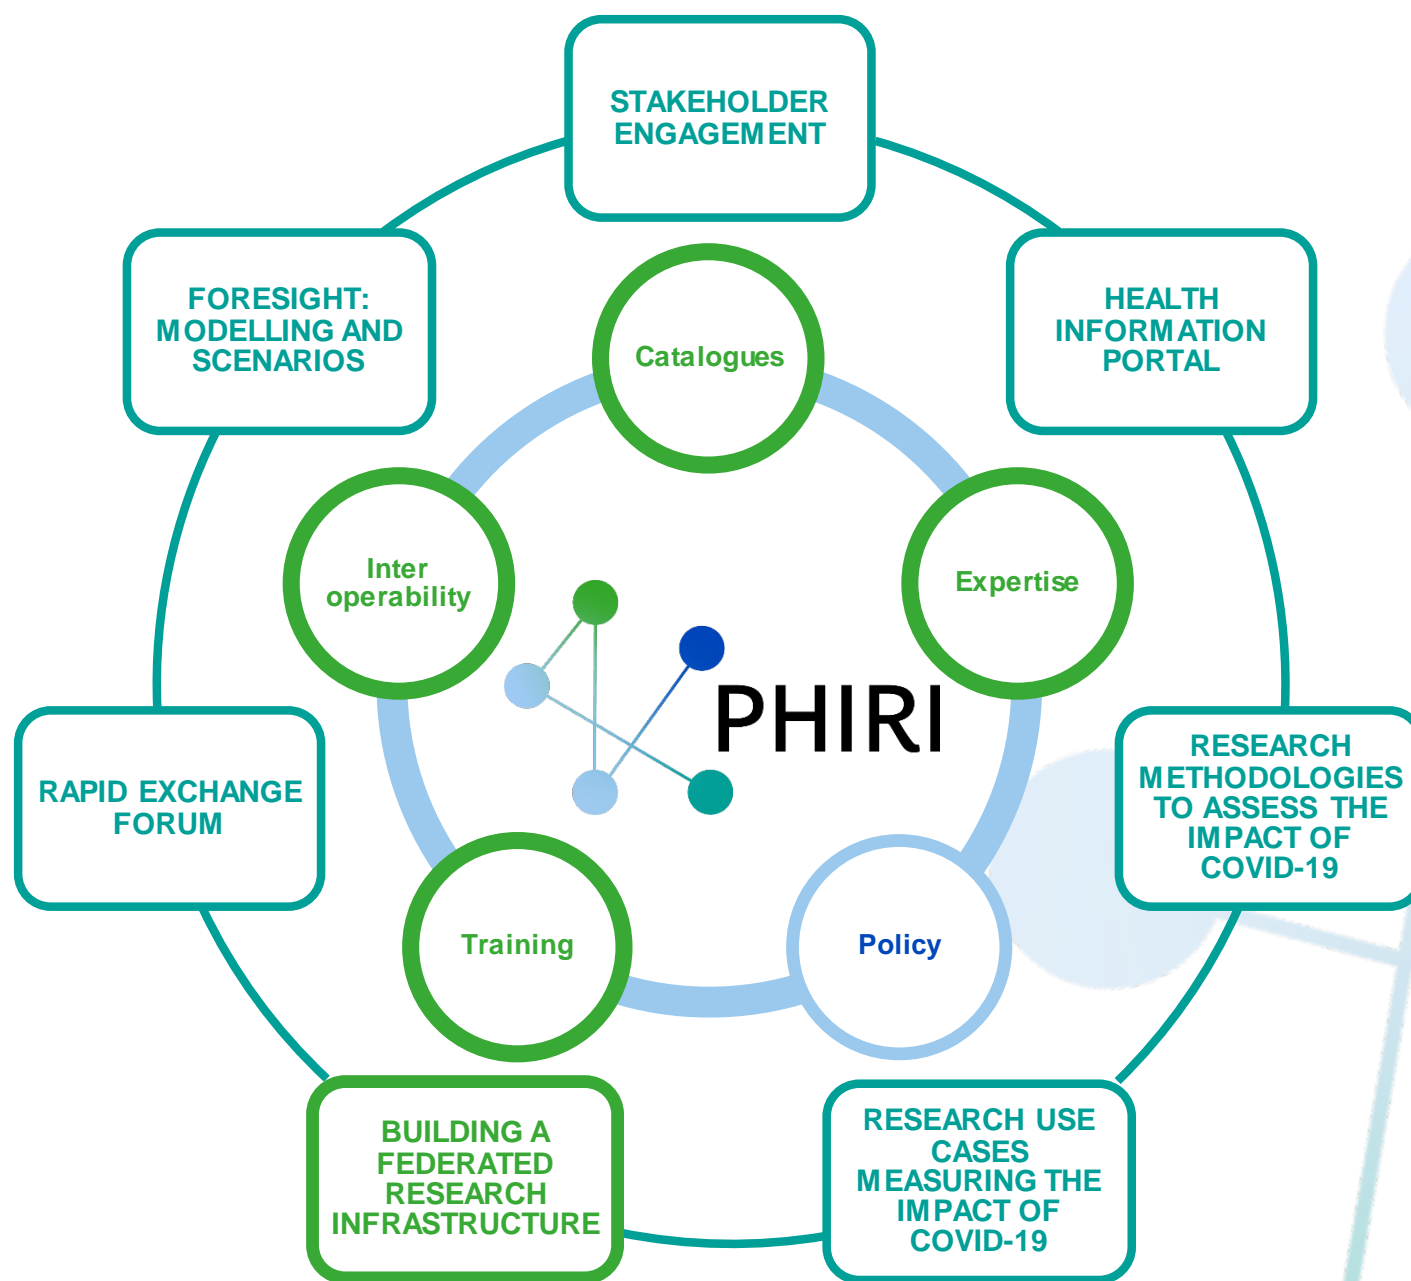 STAKEHOLDER
ENGAGEMENT
FORESIGHT:
MODELLING AND
SCENARIOS
HEALTH
INFORMATION
PORTAL
Catalogues
Inter
operability
Expertise
PHIRI
RAPID EXCHANGE
FORUM
RESEARCH
METHODOLOGIES
TO ASSESS THE
IMPACT OF
COVID-19
Training
Policy
BUILDING A
FEDERATED
RESEARCH
INFRASTRUCTURE
RESEARCH USE
CASES
MEASURING THE
IMPACT OF
COVID-19